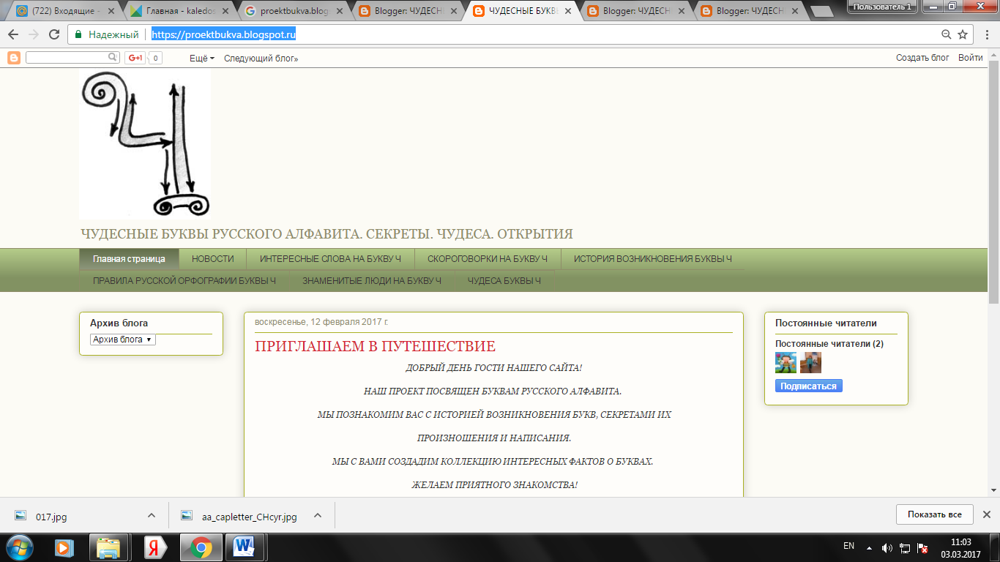 (722) Входящие -
Главная - kaledos
proektbukva.blog
Blogger: ЧУДЕСН
ЧУДЕСНЫЕ БУКВ
Blogger: ЧУДЕСН
Blogger: ЧУДЕСН
Пользователь 1
Надежный
https://proektbukva.blogspot.ru
G+1 0
Ещё
Следующий блог»
Создать блог
Войти
Ч
ЧУДЕСНЫЕ БУКВЫ РУССКОГО АЛФАВИТА. СЕКРЕТЫ. ЧУДЕСА. ОТКРЫТИЯ
Главная страница
НОВОСТИ
ИНТЕРЕСНЫЕ СЛОВА НА БУКВУ Ч
СКОРОГОВОРКИ НА БУКВУ Ч
ИСТОРИЯ ВОЗНИКНОВЕНИЯ БУКВЫ Ч
ПРАВИЛА РУССКОЙ ОРФОГРАФИИ БУКВЫ Ч
ЗНАМЕНИТЫЕ ЛЮДИ НА БУКВУ Ч
ЧУДЕСА БУКВЫ Ч
Архив блога
Архив блога
воскресенье, 12 февраля 2017 г.
ПРИГЛАШАЕМ В ПУТЕШЕСТВИЕ
ДОБРЫЙ ДЕНЬ ГОСТИ НАШЕГО САЙТА!
НАШ ПРОЕКТ ПОСВЯЩЕН БУКВАМ РУССКОГО АЛФАВИТА.
МЫ ПОЗНАКОМИМ ВАС С ИСТОРИЕЙ ВОЗНИКНОВЕНИЯ БУКВ, СЕКРЕТАМИ ИХ
ПРОИЗНОШЕНИЯ И НАПИСАНИЯ.
МЫ С ВАМИ СОЗДАДИМ КОЛЛЕКЦИЮ ИНТЕРЕСНЫХ ФАКТОВ О БУКВАХ.
ЖЕЛАЕМ ПРИЯТНОГО ЗНАКОМСТВА!
Постоянные читатели
Постоянные читатели (2)
Подписаться
017.jpg
aa_capletter_CHcyr.jpg
Показать все
Я
W
EN
11:03
03.03.2017